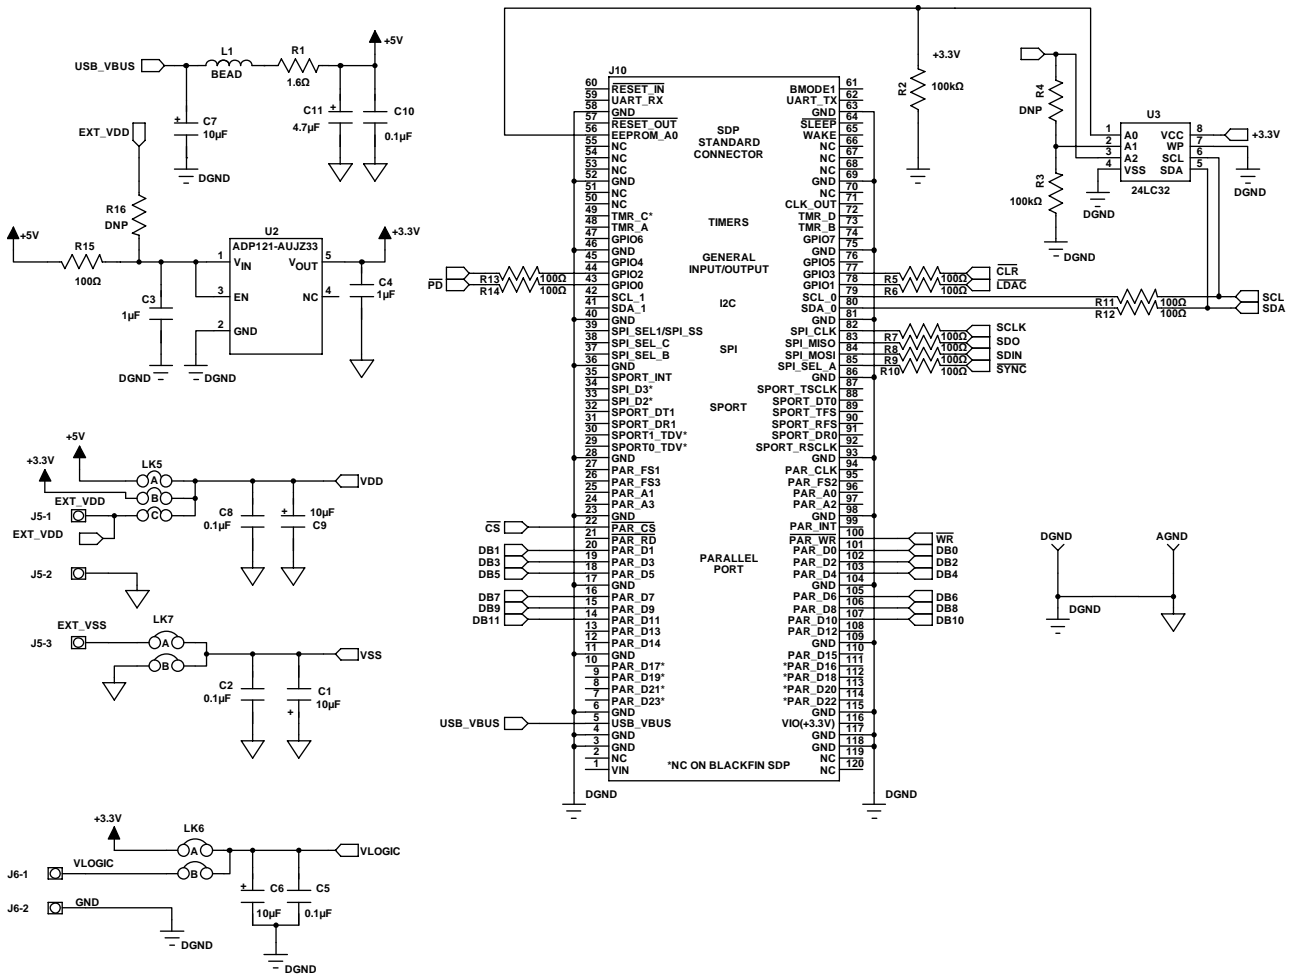 USB_VBUS
L1
BEAD
R1
1.6Ω
+5V
C7
10µF
+
C11
4.7µF
+
C10
0.1µF
DGND
EXT_VDD
R16
DNP
+5V
R15
100Ω
U2
ADP121-AUJZ33
1 VIN
VOUT 5
3 EN
NC 4
2 GND
+3.3V
C3
1µF
C4
1µF
DGND DGND
+5V
+3.3V
LK5
A
B
C
EXT_VDD
J5-1
EXT_VDD
VDD
C8
0.1µF
+
10µF
C9
J5-2
EXT_VSS
J5-3
LK7
A
B
VSS
C2
0.1µF
C1
10µF
+
+3.3V
LK6
A
B
VLOGIC
J6-1
VLOGIC
J6-2
GND
DGND
+
C6
10µF
C5
0.1µF
DGND
J10
SDP
STANDARD
CONNECTOR
TIMERS
GENERAL
INPUT/OUTPUT
I2C
SPI
SPORT
PARALLEL
PORT
*NC ON BLACKFIN SDP
60 RESET_IN
59 UART_RX
58 GND
57 RESET_OUT
56 EEPROM_A0
55 NC
54 NC
53 NC
52 GND
51 NC
50 NC
49 TMR_C*
48 TMR_A
47 GPIO6
46 GND
45 GPIO4
44 GPIO2
43 GPIO0
42 SCL_1
41 SDA_1
40 GND
39 SPI_SEL1/SPI_SS
38 SPI_SEL_C
37 SPI_SEL_B
36 GND
35 SPORT_INT
34 SPI_D3*
33 SPI_D2*
32 SPORT_DT1
31 SPORT_DR1
30 SPORT1_TDV*
29 SPORT0_TDV*
28 GND
27 PAR_FS1
26 PAR_FS3
25 PAR_A1
24 PAR_A3
23 GND
22 PAR_CS
21 PAR_RD
20 PAR_D1
19 PAR_D3
18 PAR_D5
17 GND
16 PAR_D7
15 PAR_D9
14 PAR_D11
13 PAR_D13
12 PAR_D14
11 GND
10 PAR_D17*
9 PAR_D19*
8 PAR_D21*
7 PAR_D23*
6 GND
5 USB_VBUS
4 GND
3 GND
2 NC
1 VIN
BMODE1 61
UART_TX 62
GND 63
SLEEP 64
WAKE 65
NC 66
NC 67
NC 68
GND 69
NC 70
CLK_OUT 71
TMR_D 72
TMR_B 73
GPIO7 74
GND 75
GPIO5 76
GPIO3 77
GPIO1 78
SCL_0 79
SDA_0 80
GND 81
SPI_CLK 82
SPI_MISO 83
SPI_MOSI 84
SPI_SEL_A 85
GND 86
SPORT_TSCLK 87
SPORT_DT0 88
SPORT_TFS 89
SPORT_RFS 90
SPORT_DR0 91
SPORT_RSCLK 92
GND 93
PAR_CLK 94
PAR_FS2 95
PAR_A0 96
PAR_A2 97
GND 98
PAR_INT 99
PAR_WR 100
PAR_D0 101
PAR_D2 102
PAR_D4 103
GND 104
PAR_D6 105
PAR_D8 106
PAR_D10 107
PAR_D12 108
GND 109
PAR_D15 110
*PAR_D16 111
*PAR_D18 112
*PAR_D20 113
*PAR_D22 114
GND 115
VIO(+3.3V) 116
GND 117
GND 118
NC 119
NC 120
PD
R13 100Ω
R14 100Ω
CS
DB1
DB3
DB5
DB7
DB9
DB11
USB_VBUS
DGND
DGND
R5 100Ω CLR
R6 100Ω LDAC
R11 100Ω SCL
R12 100Ω SDA
R7 100Ω SCLK
R8 100Ω SDO
R9 100Ω SDIN
R10 100Ω SYNC
WR
DB0
DB2
DB4
DB6
DB8
DB10
+3.3V
R2
100kΩ
R4
DNP
R3
100kΩ
DGND
U3
1 A0
2 A1
3 A2
4 VSS
VCC 8
WP 7
SCL 6
SDA 5
24LC32
+3.3V
DGND
DGND
DGND
AGND
DGND